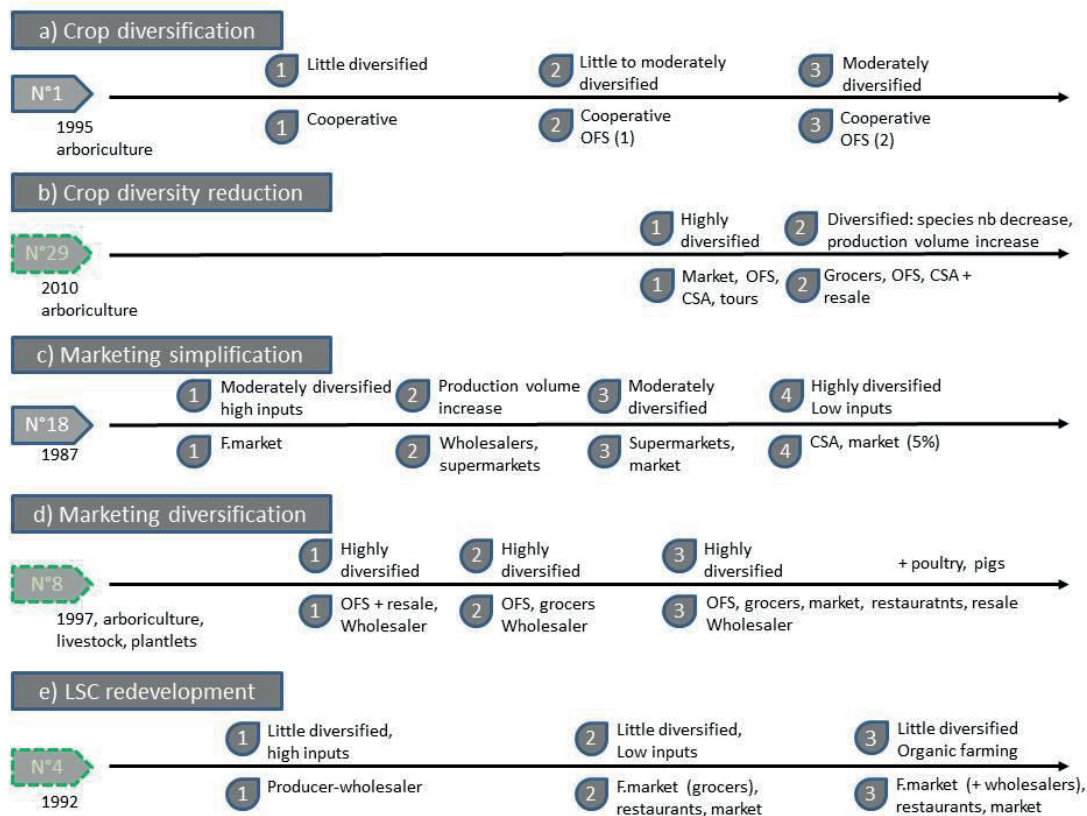 a) Crop diversification
1 Little diversified
2 Little to moderately
diversified
3 Moderately
diversified
N°1
1 Cooperative
2 Cooperative
OFS (1)
3 Cooperative
OFS (2)
1995
arboriculture
b) Crop diversity reduction
1 Highly
diversified
2 Diversified: species nb decrease,
production volume increase
N°29
1 Market, OFS,
CSA, tours
2 Grocers, OFS, CSA +
resale
2010
arboriculture
c) Marketing simplification
1 Moderately diversified
high inputs
2 Production volume
increase
3 Moderately
diversified
4 Highly diversified
Low inputs
N°18
1 F.market
2 Wholesalers,
supermarkets
3 Supermarkets,
market
4 CSA, market (5%)
1987
d) Marketing diversification
1 Highly
diversified
2 Highly
diversified
3 Highly
diversified
+ poultry, pigs
N°8
1 OFS + resale,
Wholesaler
2 OFS, grocers
Wholesaler
3 OFS, grocers, market, restauratnts, resale
Wholesaler
1997, arboriculture,
livestock, plantlets
e) LSC redevelopment
1 Little diversified,
high inputs
2 Little diversified,
Low inputs
3 Little diversified
Organic farming
N°4
1 Producer-wholesaler
2 F.market (grocers),
restaurants, market
3 F.market (+ wholesalers),
restaurants, market
1992